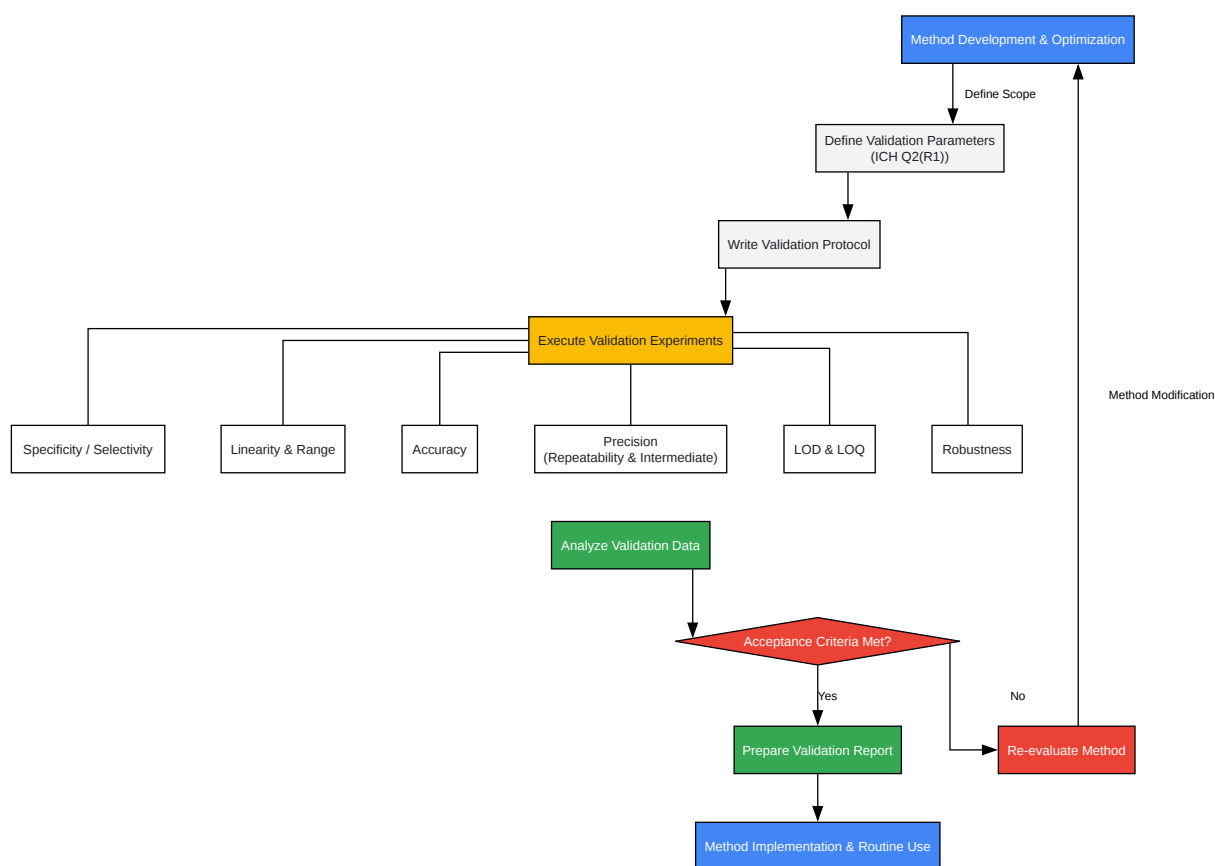 Method Development & Optimization
Define Scope
Define Validation Parameters
(ICH Q2(R1))
Write Validation Protocol
Execute Validation Experiments
Method Modification
Specificity / Selectivity
Linearity & Range
Accuracy
Precision
(Repeatability & Intermediate)
LOD & LOQ
Robustness
Analyze Validation Data
Acceptance Criteria Met?
Yes
No
Prepare Validation Report
Re-evaluate Method
Method Implementation & Routine Use